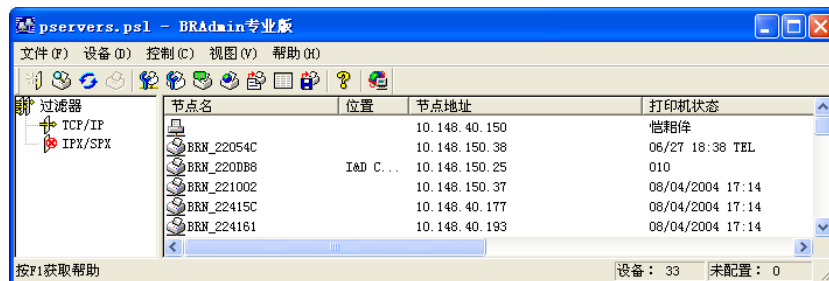 pservers.psl - BRAdmin专业版
文件(F) 设备(D) 控制(C) 视图(V) 帮助(H)
过滤器
TCP/IP
IPX/SPX
节点名 位置 节点地址 打印机状态
10.148.40.150 恺耜侔
BRN_22054C 10.148.150.38 06/27 18:38 TEL
BRN_220DB8 I&D C... 10.148.150.25 010
BRN_221002 10.148.150.37 08/04/2004 17:14
BRN_22415C 10.148.40.177 08/04/2004 17:14
BRN_224161 10.148.40.193 08/04/2004 17:14
按F1获取帮助 设备: 33 未配置: 0